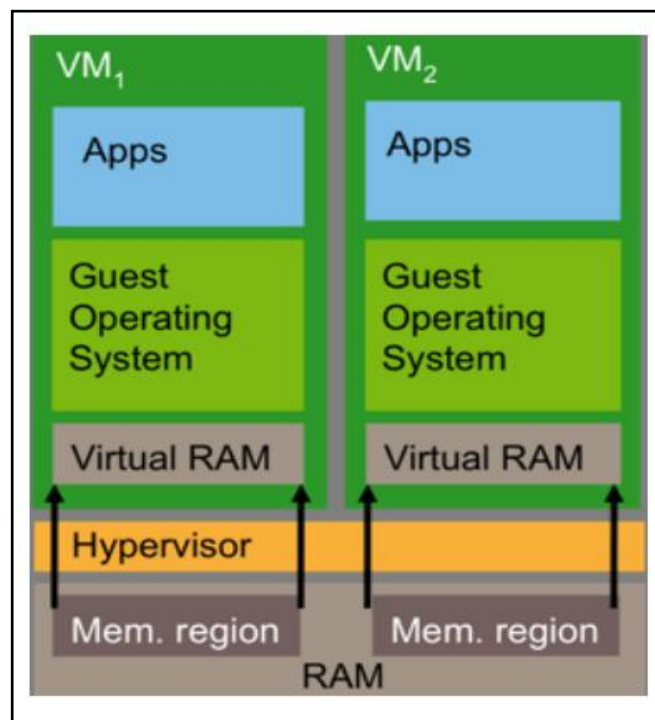 VM₁
Apps
Guest
Operating
System
Virtual RAM
VM₂
Apps
Guest
Operating
System
Virtual RAM
Hypervisor
Mem. region
Mem. region
RAM